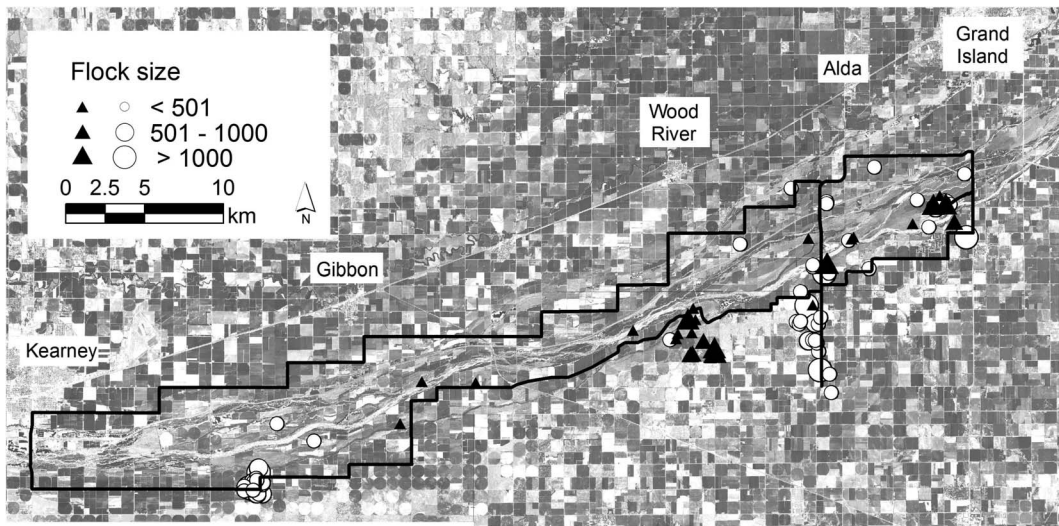 Flock size
< 501
501 - 1000
> 1000
0 2.5 5 10
km
N
Grand
Island
Alda
Wood
River
Gibbon
Kearney